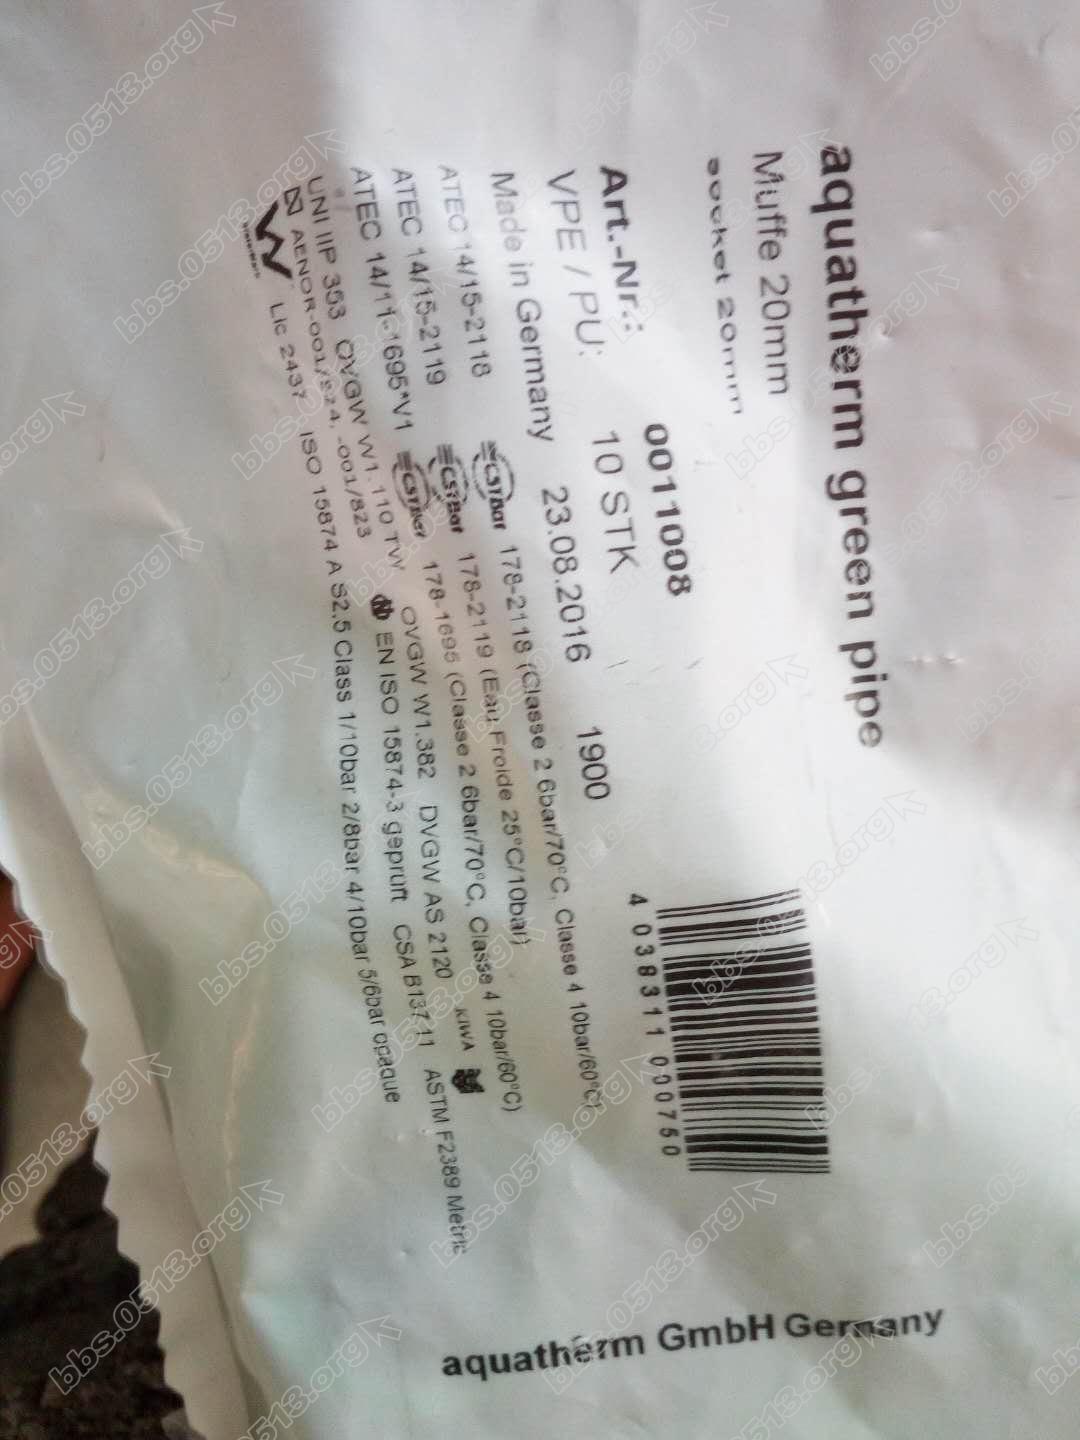 aquatherm green pipe
Muffe 20mm
socket 20mm
Art.-Nr.: 0011008
VPE / PU: 10 STK
Made in Germany 23.08.2016 1900
ATEC 14/15-2118 CSTBat 178-2118 (Classe 2 6bar/70°C, Classe 4 10bar/60°C)
ATEC 14/15-2119 CSTBat 178-2119 (Eau Froide 25°C/10bar)
ATEC 14/11-1695*V1 CSTBat 178-1695 (Classe 2 6bar/70°C, Classe 4 10bar/60°C)
UNI IIP 353 OVGW W1.110 TW OVGW W1.382 DVGW AS 2120 KIWA
AENOR-001/824, -001/823 EN ISO 15874-3 geprüft CSA B137.11 ASTM F2389 Metric
Lic 2437 ISO 15874 A S2,5 Class 1/10bar 2/8bar 4/10bar 5/6bar opaque
4 038311 000750
aquatherm GmbH Germany
bbs.0513.org